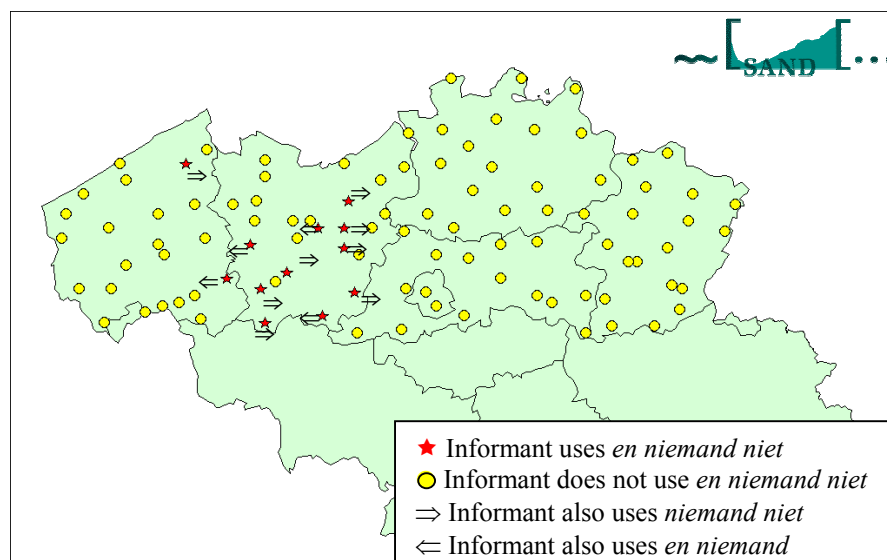 ~[SAND[...
Informant uses en niemand niet
Informant does not use en niemand niet
Informant also uses niemand niet
Informant also uses en niemand